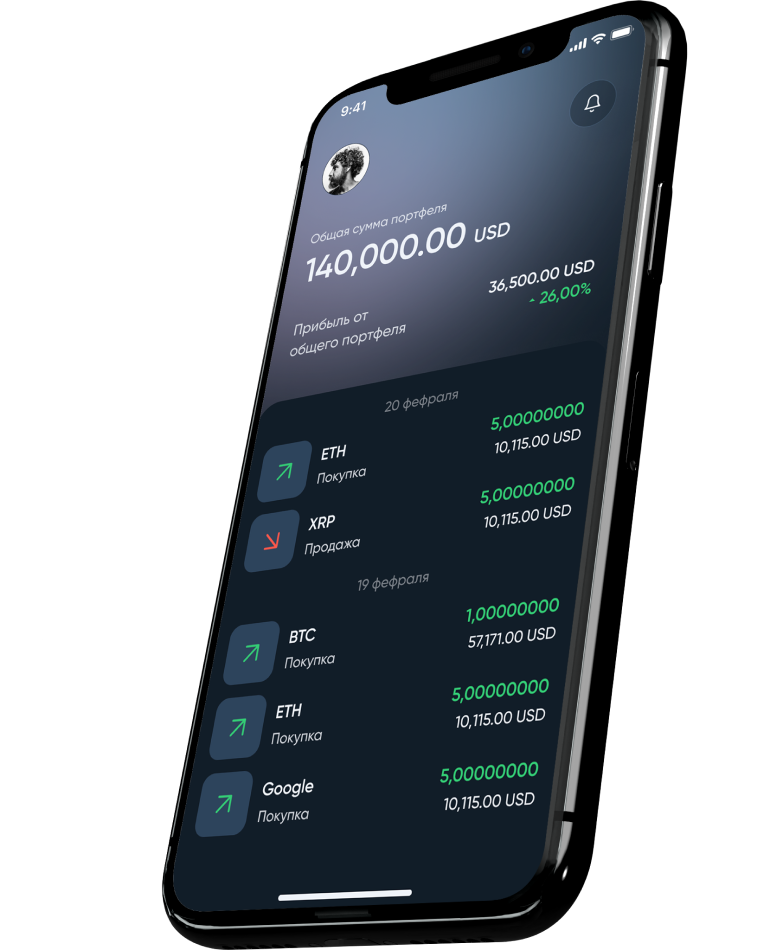 9:41
Общая сумма портфеля
140,000.00 USD
36,500.00 USD
26,00%
Прибыль от
общего портфеля
20 февраля
ETH
5,00000000
Покупка
10,115.00 USD
XRP
5,00000000
Продажа
10,115.00 USD
19 февраля
BTC
1,00000000
Покупка
57,171.00 USD
ETH
5,00000000
Покупка
10,115.00 USD
Google
5,00000000
Покупка
10,115.00 USD